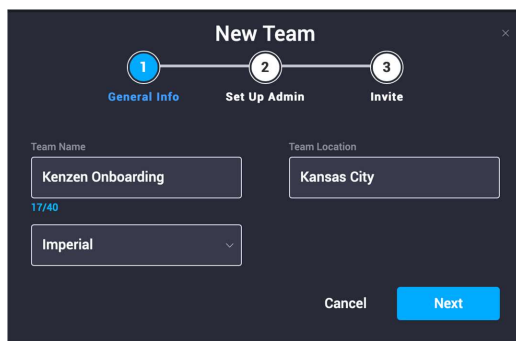 New Team
×
1 2 3
General Info Set Up Admin Invite
Team Name Team Location
Kenzen Onboarding Kansas City
17/40
Imperial
Cancel Next